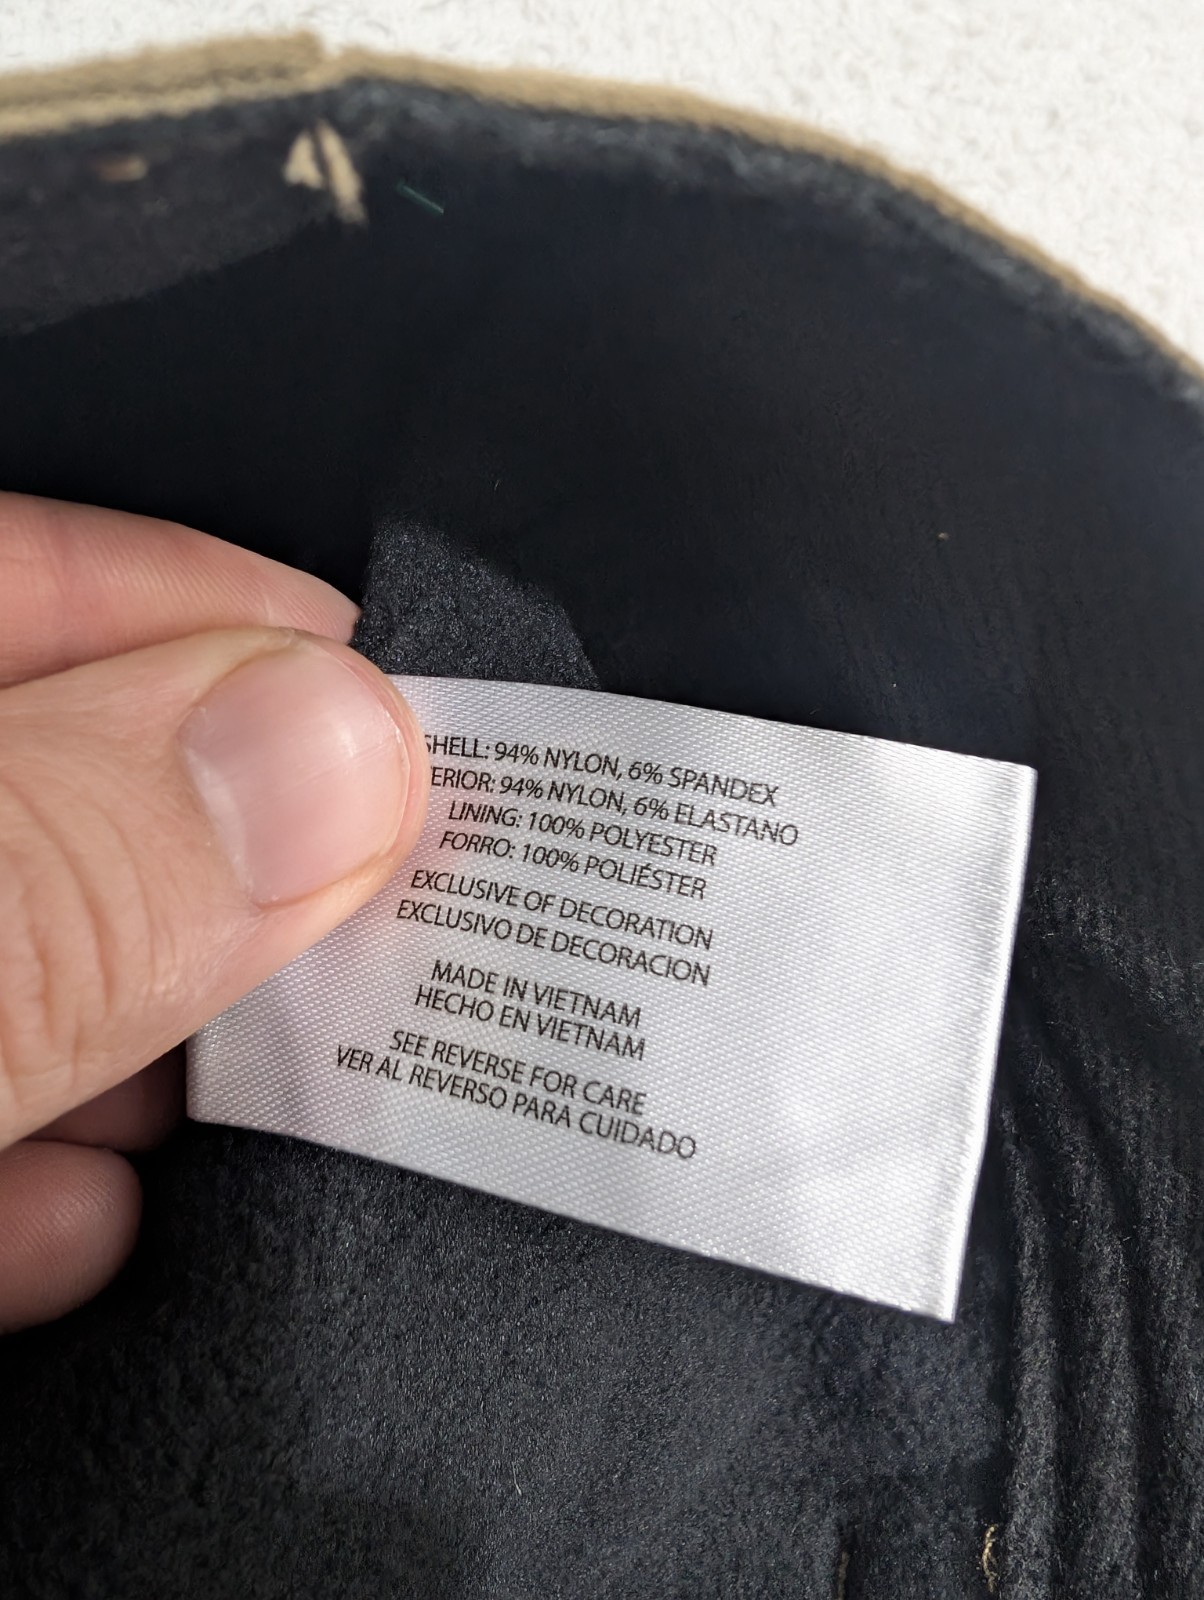 SHELL: 94% NYLON, 6% SPANDEX
ERIOR: 94% NYLON, 6% ELASTANO
LINING: 100% POLYESTER
FORRO: 100% POLIÉSTER
EXCLUSIVE OF DECORATION
EXCLUSIVO DE DECORACION
MADE IN VIETNAM
HECHO EN VIETNAM
SEE REVERSE FOR CARE
VER AL REVERSO PARA CUIDADO